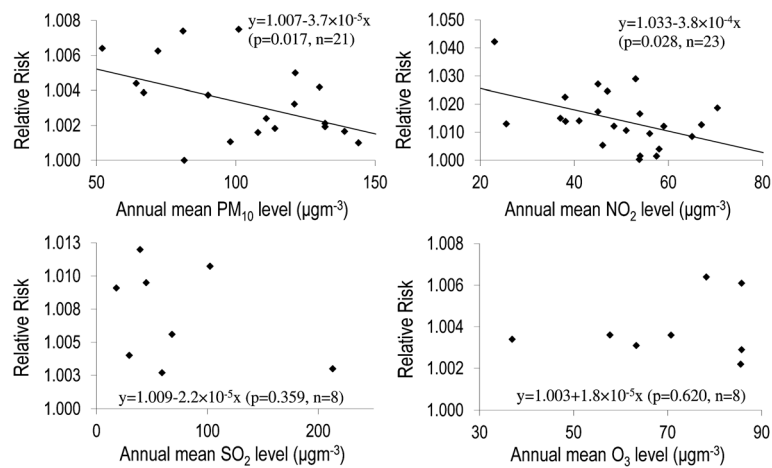 1.008
1.006
1.004
1.002
1.000
Relative Risk
y=1.007-3.7×10-5x
(p=0.017, n=21)
50
100
150
Annual mean PM10 level (µgm-3)
1.050
1.040
1.030
1.020
1.010
1.000
Relative Risk
y=1.033-3.8×10-4x
(p=0.028, n=23)
20
40
60
80
Annual mean NO2 level (µgm-3)
1.013
1.010
1.008
1.005
1.003
1.000
Relative Risk
y=1.009-2.2×10-5x (p=0.359, n=8)
0
100
200
Annual mean SO2 level (µgm-3)
1.008
1.006
1.004
1.002
1.000
Relative Risk
y=1.003+1.8×10-5x (p=0.620, n=8)
30
50
70
90
Annual mean O3 level (µgm-3)